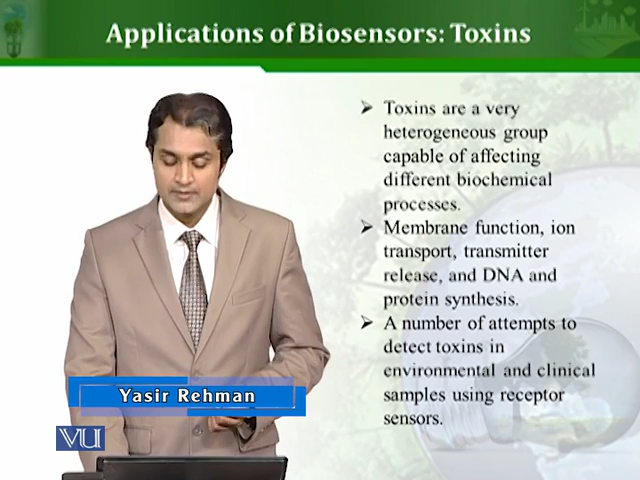 Applications of Biosensors: Toxins
➢ Toxins are a very
heterogeneous group
capable of affecting
different biochemical
processes.
➢ Membrane function, ion
transport, transmitter
release, and DNA and
protein synthesis.
➢ A number of attempts to
detect toxins in
environmental and clinical
samples using receptor
sensors.
Yasir Rehman
VU